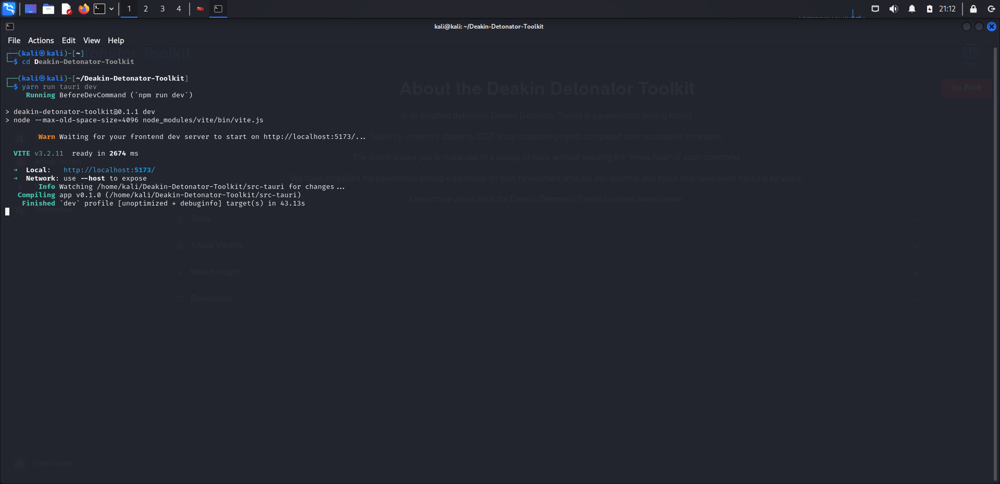 1 2 3 4 21:12
kali@kali: ~/Deakin-Detonator-Toolkit
File Actions Edit View Help
┌──(kali㉿kali)-[~]
└─$ cd Deakin-Detonator-Toolkit
┌──(kali㉿kali)-[~/Deakin-Detonator-Toolkit]
└─$ yarn run tauri dev
Running BeforeDevCommand (`npm run dev`)
> deakin-detonator-toolkit@0.1.1 dev
> node --max-old-space-size=4096 node_modules/vite/bin/vite.js
Warn Waiting for your frontend dev server to start on http://localhost:5173/...
VITE v3.2.11 ready in 2674 ms
➜ Local: http://localhost:5173/
➜ Network: use --host to expose
Info Watching /home/kali/Deakin-Detonator-Toolkit/src-tauri for changes...
Compiling app v0.1.0 (/home/kali/Deakin-Detonator-Toolkit/src-tauri)
Finished `dev` profile [unoptimized + debuginfo] target(s) in 43.13s
Detonator Toolkit
About the Deakin Detonator Toolkit
Go Back
In its simplest definition, Deakin Detonator Toolkit is a penetration testing toolkit
Made by university students, DDT is our capstone project, completed over successive trimesters
The toolkit allows you to make use of a variety of tools, without needing the "know-how" of each command.
We have simplified the penetration testing experience for both newcomers who are still learning and those who have been hacking for years.
Learn more about what the Deakin Detonator Toolkit provides down below:
Attack Vectors
References
Tools
Attack Vectors
Walkthroughs
References
Light mode